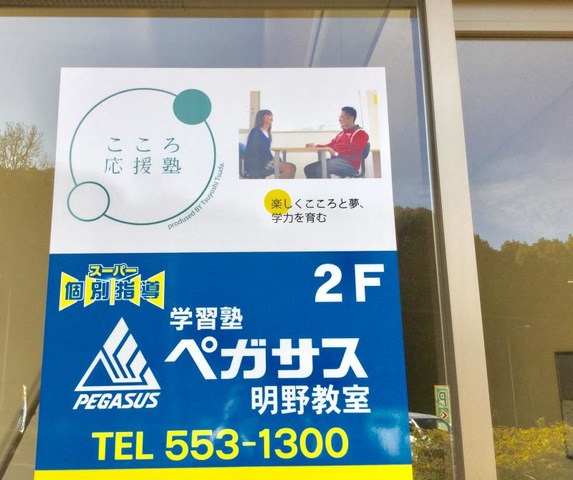 こころ
応援塾
prodused BY Tsuyoshi Tsuda.
楽しくこころと夢、
学力を育む
スーパー
個別指導
2F
学習塾
ペガサス
PEGASUS
明野教室
TEL 553-1300